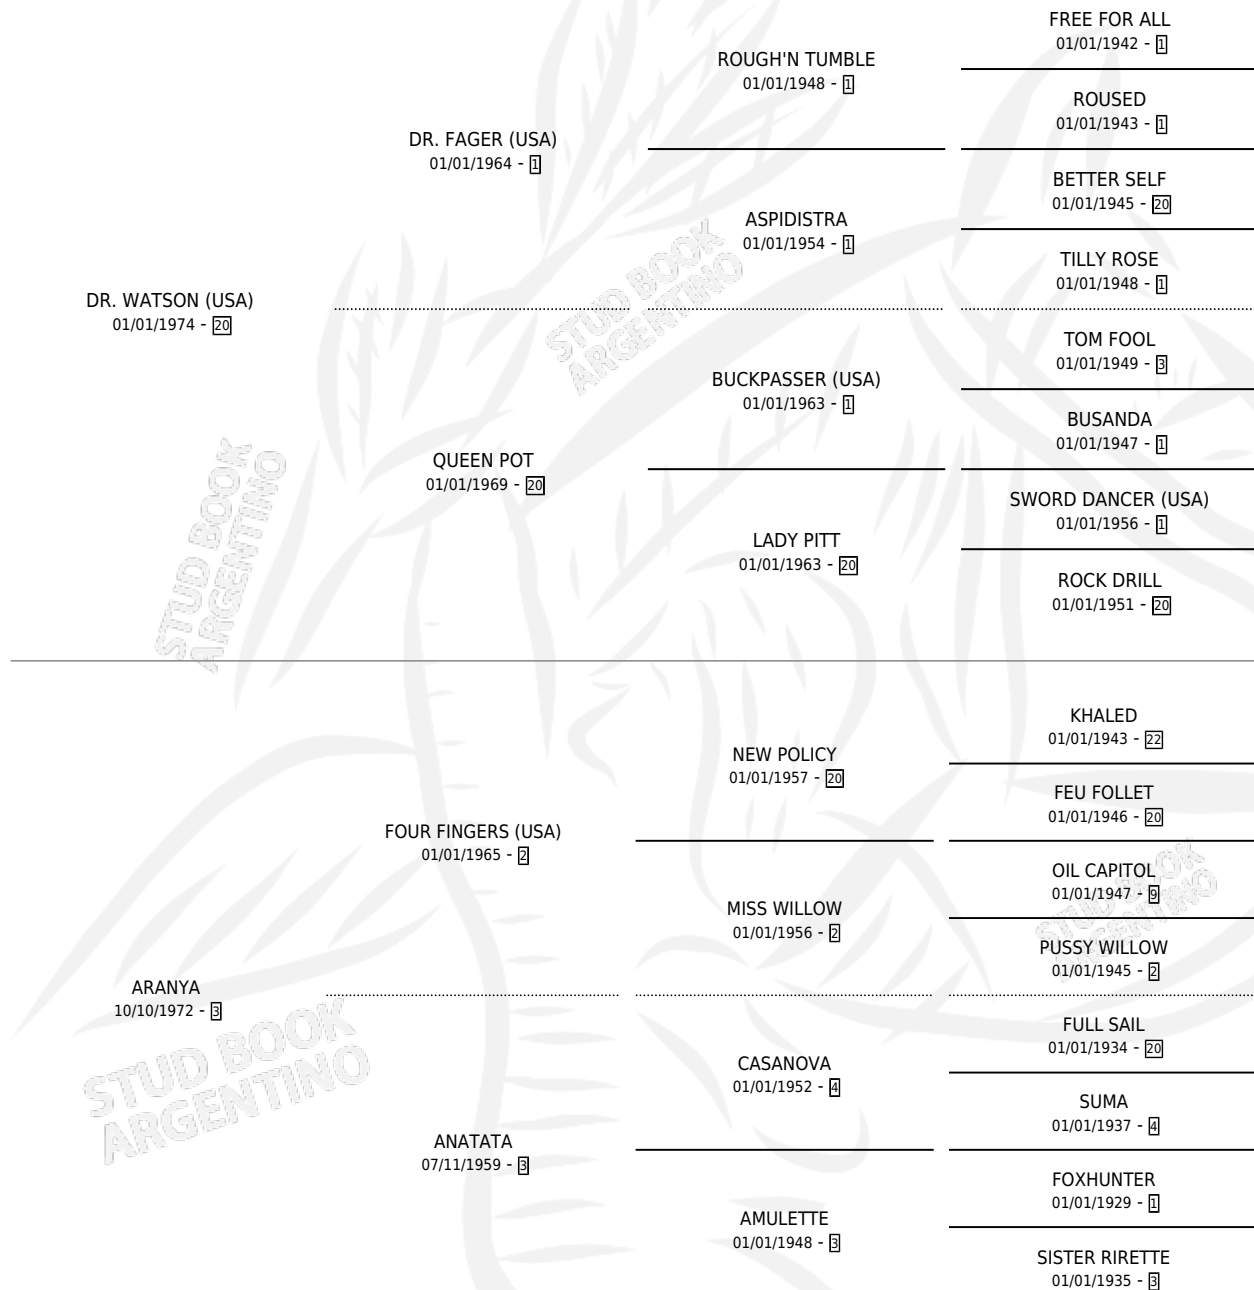 FREE FOR ALL
01/01/1942 - 1
ROUGH'N TUMBLE
01/01/1948 - 1
ROUSED
01/01/1943 - 1
DR. FAGER (USA)
01/01/1964 - 1
BETTER SELF
01/01/1945 - 20
ASPIDISTRA
01/01/1954 - 1
TILLY ROSE
01/01/1948 - 1
DR. WATSON (USA)
01/01/1974 - 20
TOM FOOL
01/01/1949 - 3
BUCKPASSER (USA)
01/01/1963 - 1
BUSANDA
01/01/1947 - 1
QUEEN POT
01/01/1969 - 20
SWORD DANCER (USA)
01/01/1956 - 1
LADY PITT
01/01/1963 - 20
ROCK DRILL
01/01/1951 - 20
KHALED
01/01/1943 - 22
NEW POLICY
01/01/1957 - 20
FEU FOLLET
01/01/1946 - 20
FOUR FINGERS (USA)
01/01/1965 - 2
OIL CAPITOL
01/01/1947 - 9
MISS WILLOW
01/01/1956 - 2
PUSSY WILLOW
01/01/1945 - 2
ARANYA
10/10/1972 - 3
FULL SAIL
01/01/1934 - 20
CASANOVA
01/01/1952 - 4
SUMA
01/01/1937 - 4
ANATATA
07/11/1959 - 3
FOXHUNTER
01/01/1929 - 1
AMULETTE
01/01/1948 - 3
SISTER RIRETTE
01/01/1935 - 3
STUD BOOK
ARGENTINO
STUD BOOK
ARGENTINO
STUD BOOK
ARGENTINO
STUD BOOK
ARGENTINO